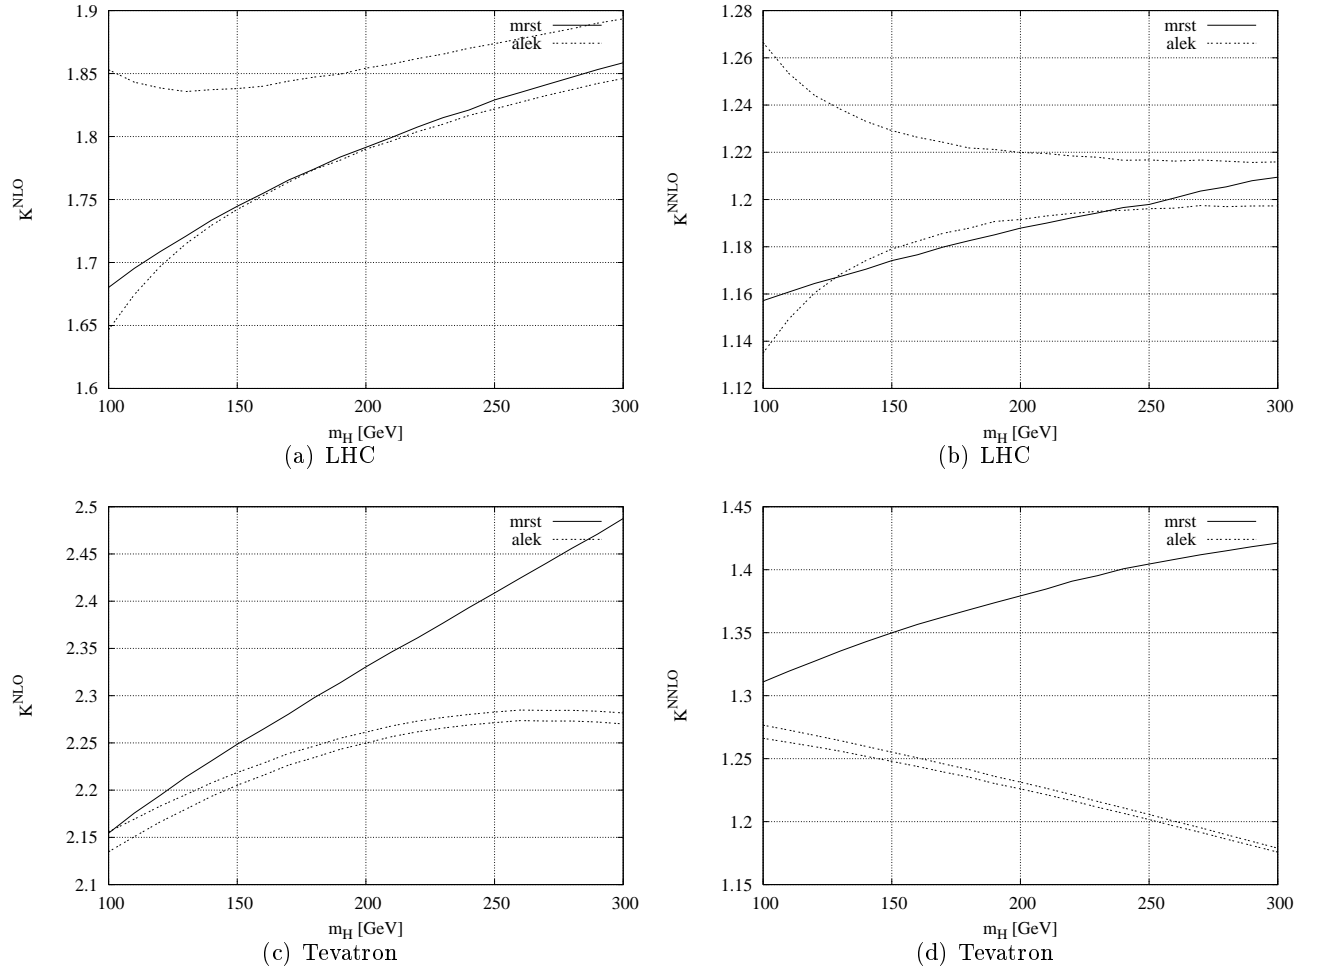 1.9
1.85
1.8
1.75
1.7
1.65
1.6
K^NLO
mrst
alek
100 150 200 250 300
m_H [GeV]
(a) LHC
1.28
1.26
1.24
1.22
1.2
1.18
1.16
1.14
1.12
K^NNLO
mrst
alek
100 150 200 250 300
m_H [GeV]
(b) LHC
2.5
2.45
2.4
2.35
2.3
2.25
2.2
2.15
2.1
K^NLO
mrst
alek
100 150 200 250 300
m_H [GeV]
(c) Tevatron
1.45
1.4
1.35
1.3
1.25
1.2
1.15
K^NNLO
mrst
alek
100 150 200 250 300
m_H [GeV]
(d) Tevatron